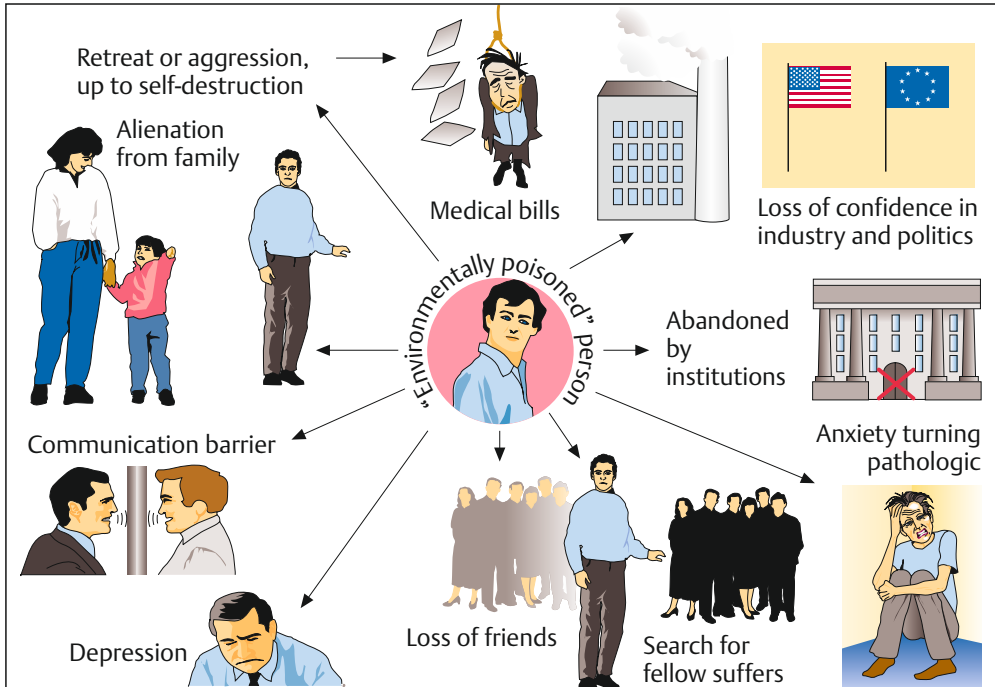 Retreat or aggression,
up to self-destruction
Medical bills
Loss of confidence in
industry and politics
Alienation
from family
"Environmentally poisoned" person
Abandoned
by
institutions
Communication barrier
Anxiety turning
pathologic
Depression
Loss of friends
Search for
fellow suffers